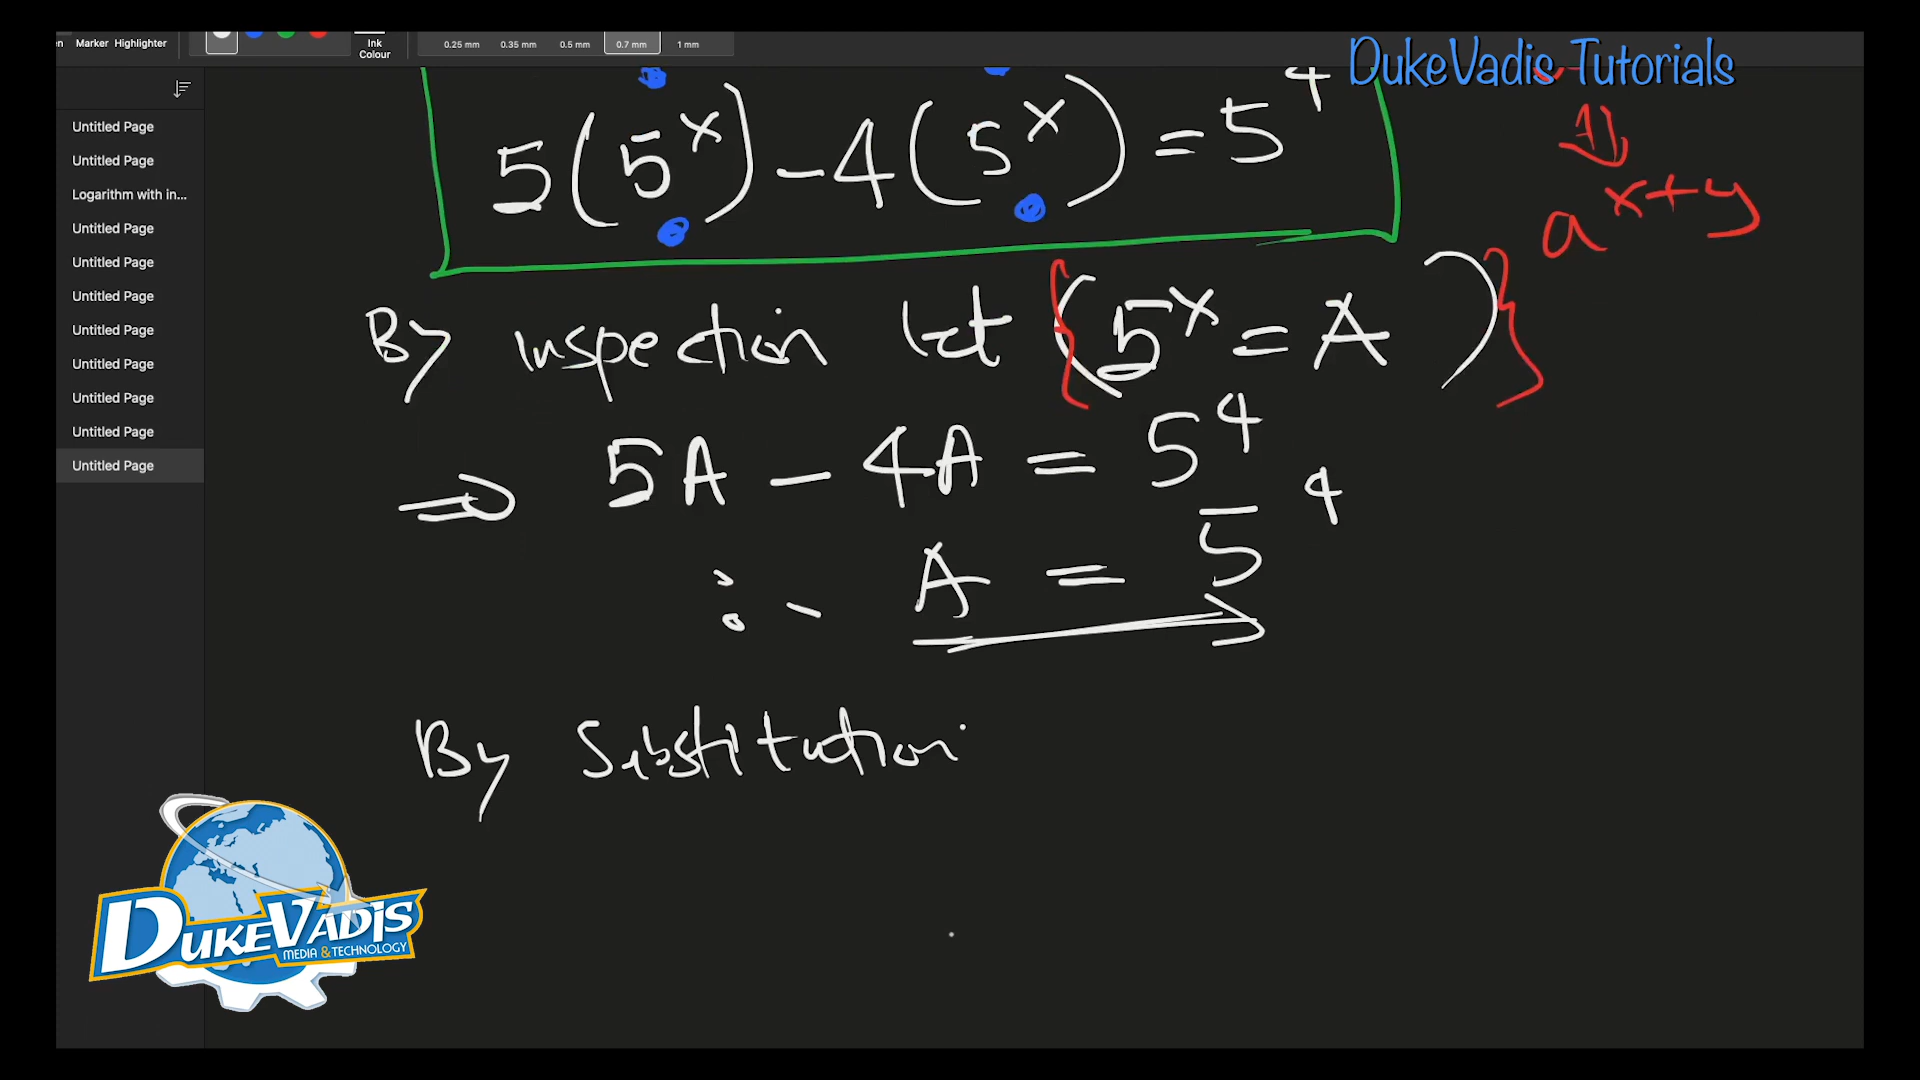 Marker Highlighter
Ink Colour
0.25 mm 0.35 mm 0.5 mm 0.7 mm 1 mm
DukeVadis Tutorials
Untitled Page
Untitled Page
Logarithm with in...
Untitled Page
Untitled Page
Untitled Page
Untitled Page
Untitled Page
Untitled Page
Untitled Page
Untitled Page
5(5^x) - 4(5^x) = 5^4
a^x+y
By inspection let {(5^x = A)}
⇒ 5A - 4A = 5^4
∴ - A = 5^4
By Substitution
DUKEVADIS
MEDIA & TECHNOLOGY